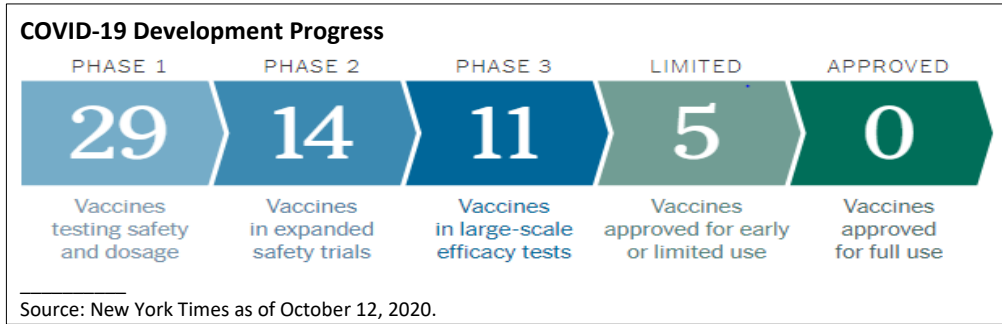 COVID-19 Development Progress
PHASE 1 PHASE 2 PHASE 3 LIMITED APPROVED
29 14 11 5 0
Vaccines Vaccines Vaccines Vaccines Vaccines
testing safety in expanded in large-scale approved for early approved
and dosage safety trials efficacy tests or limited use for full use
Source: New York Times as of October 12, 2020.